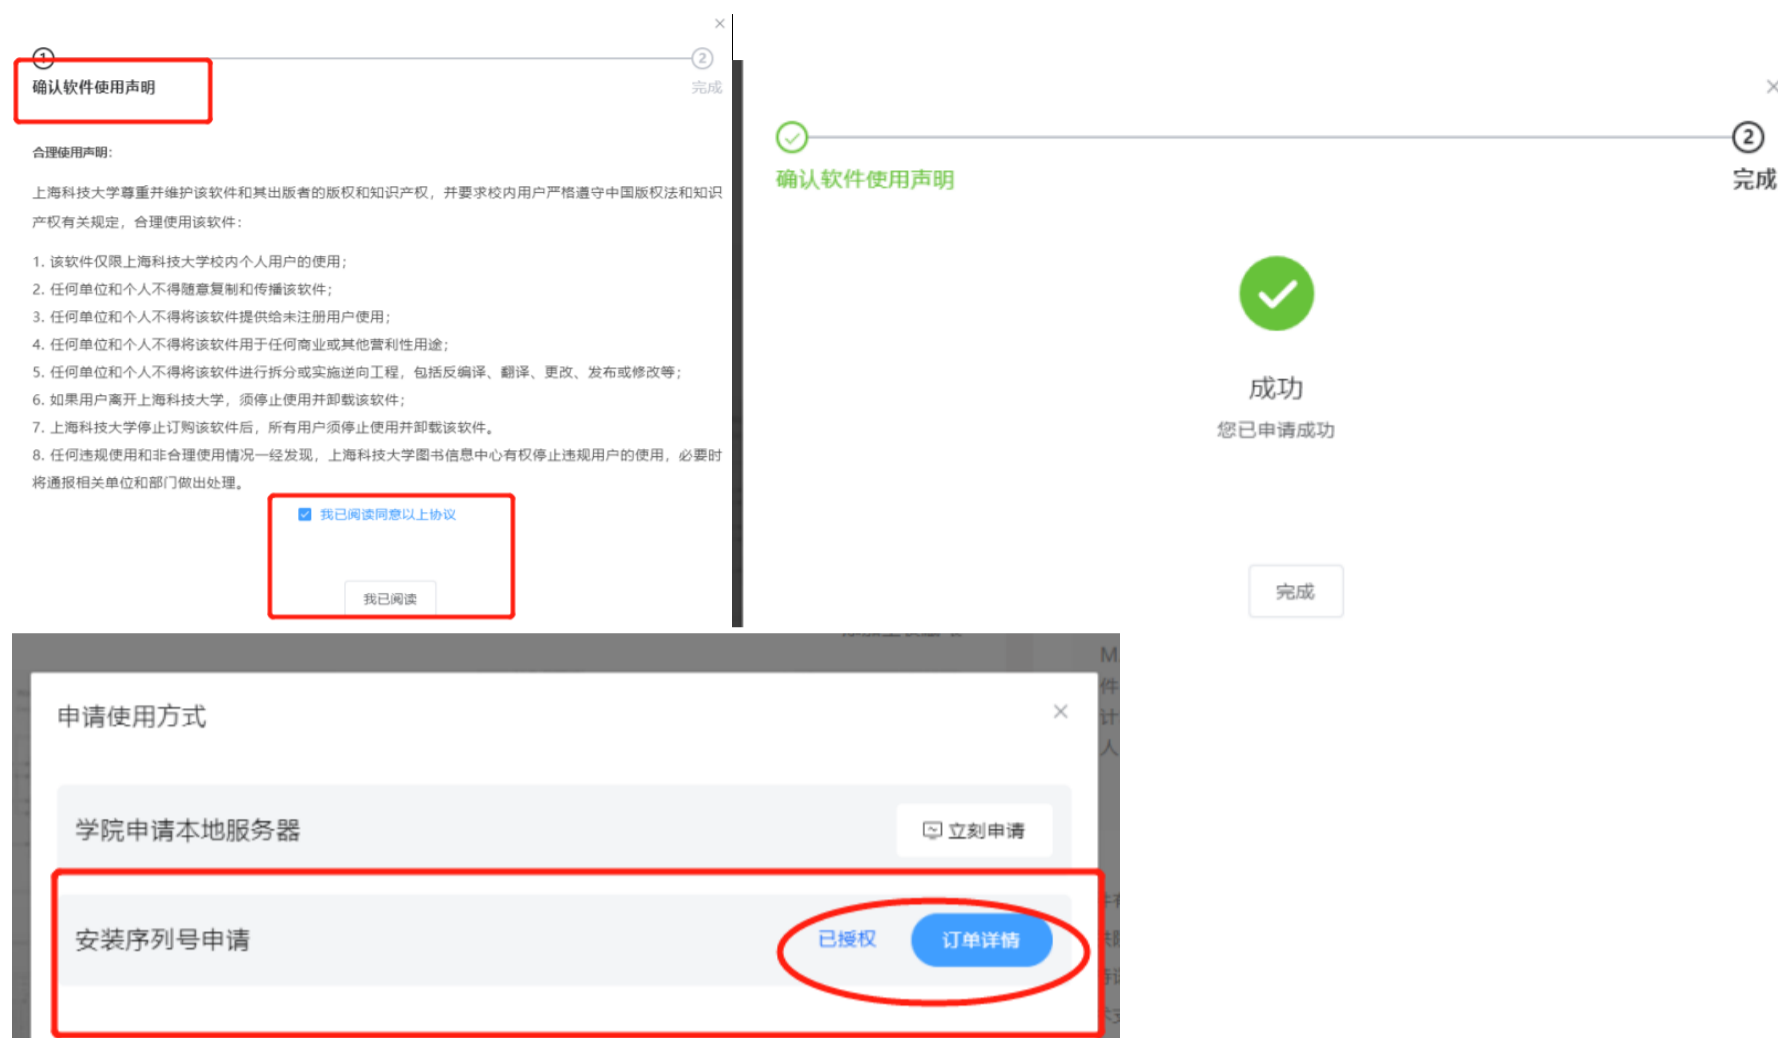 1
2
确认软件使用声明
完成
合理使用声明：
上海科技大学尊重并维护该软件和其出版者的版权和知识产权，并要求校内用户严格遵守中国版权法和知识
产权有关规定，合理使用该软件：
1. 该软件仅限上海科技大学校内个人用户的使用；
2. 任何单位和个人不得随意复制和传播该软件；
3. 任何单位和个人不得将该软件提供给未注册用户使用；
4. 任何单位和个人不得将该软件用于任何商业或其他营利性用途；
5. 任何单位和个人不得将该软件进行拆分或实施逆向工程，包括反编译、翻译、更改、发布或修改等；
6. 如果用户离开上海科技大学，须停止使用并卸载该软件；
7. 上海科技大学停止订购该软件后，所有用户须停止使用并卸载该软件。
8. 任何违规使用和非合理使用情况一经发现，上海科技大学图书信息中心有权停止违规用户的使用，必要时
将通报相关单位和部门做出处理。
我已阅读同意以上协议
我已阅读
2
确认软件使用声明
完成
成功
您已申请成功
完成
申请使用方式
学院申请本地服务器
立刻申请
安装序列号申请
已授权
订单详情
M
件
计
人